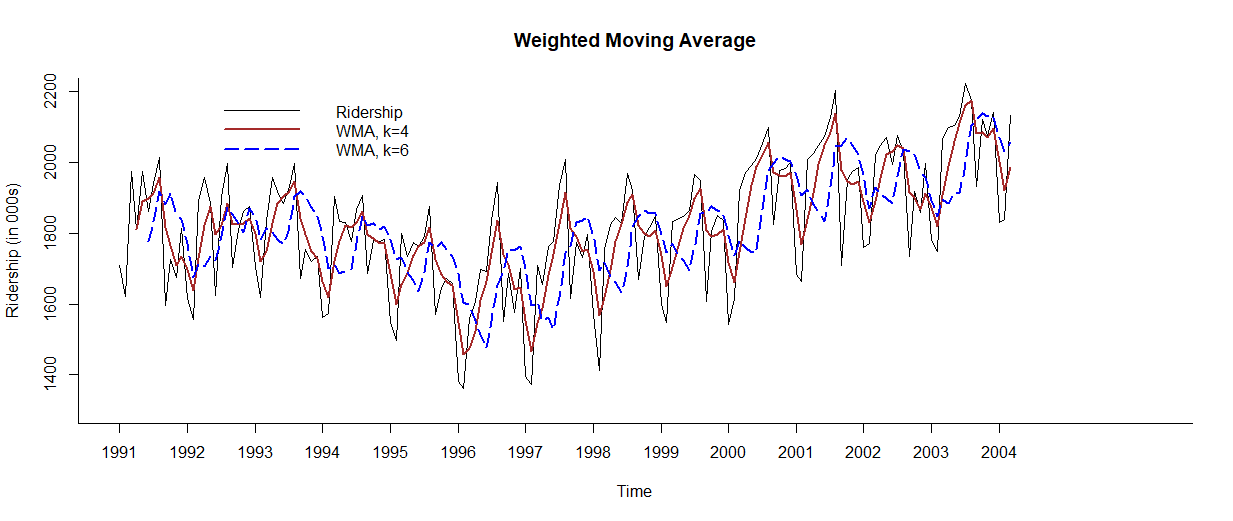 Weighted Moving Average
Ridership (in 000s)
2200
2000
1800
1600
1400
Ridership
WMA, k=4
WMA, k=6
1991 1992 1993 1994 1995 1996 1997 1998 1999 2000 2001 2002 2003 2004
Time